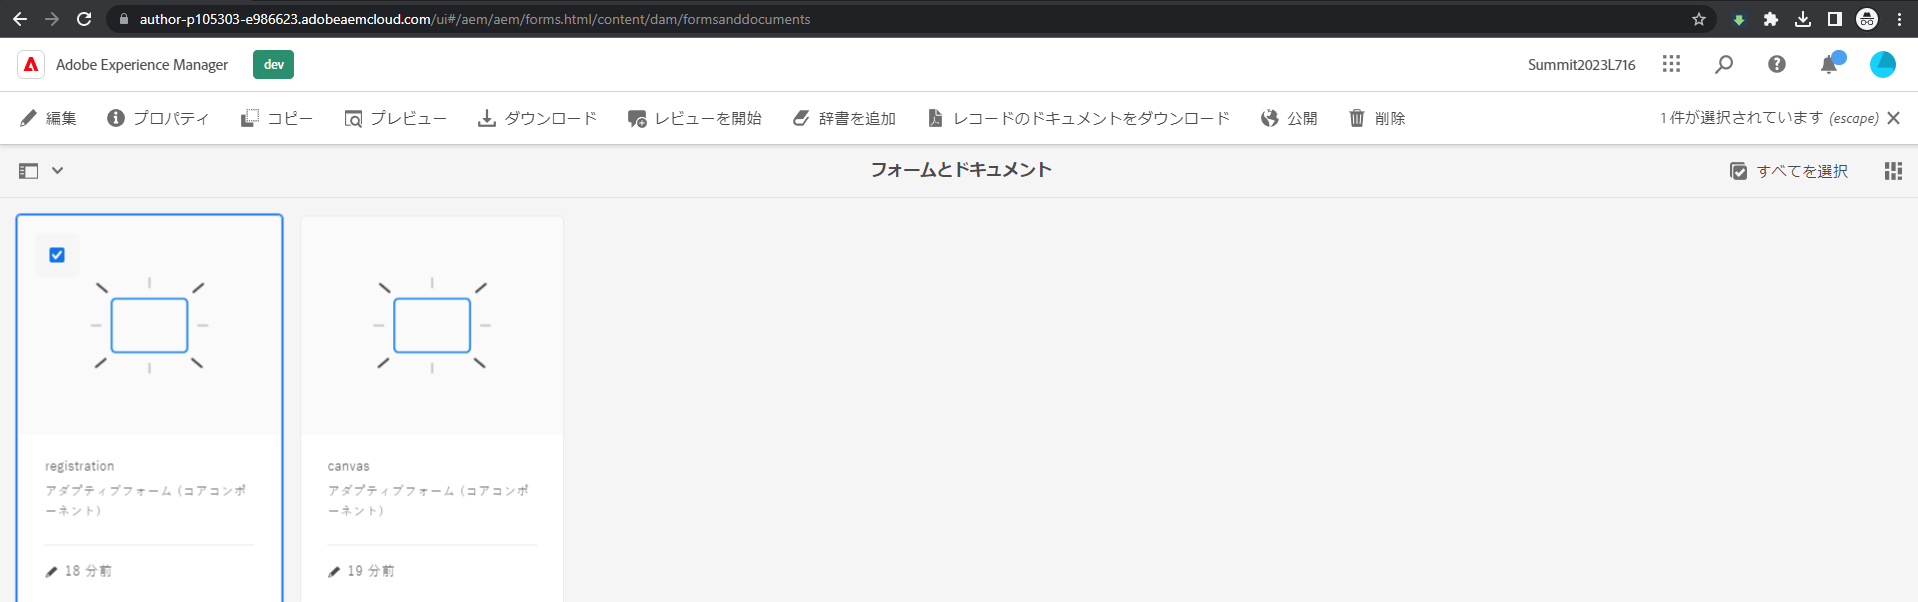 author-p105303-e986623.adobeaemcloud.com/ui#/aem/aem/forms.html/content/dam/formsanddocuments
Adobe Experience Manager dev Summit2023L716
編集 プロパティ コピー プレビュー ダウンロード レビューを開始 辞書を追加 レコードのドキュメントをダウンロード 公開 削除 1 件が選択されています (escape)
フォームとドキュメント すべてを選択
registration
アダプティブフォーム (コアコンポ
ーネント)
18 分前
canvas
アダプティブフォーム (コアコンポ
ーネント)
19 分前